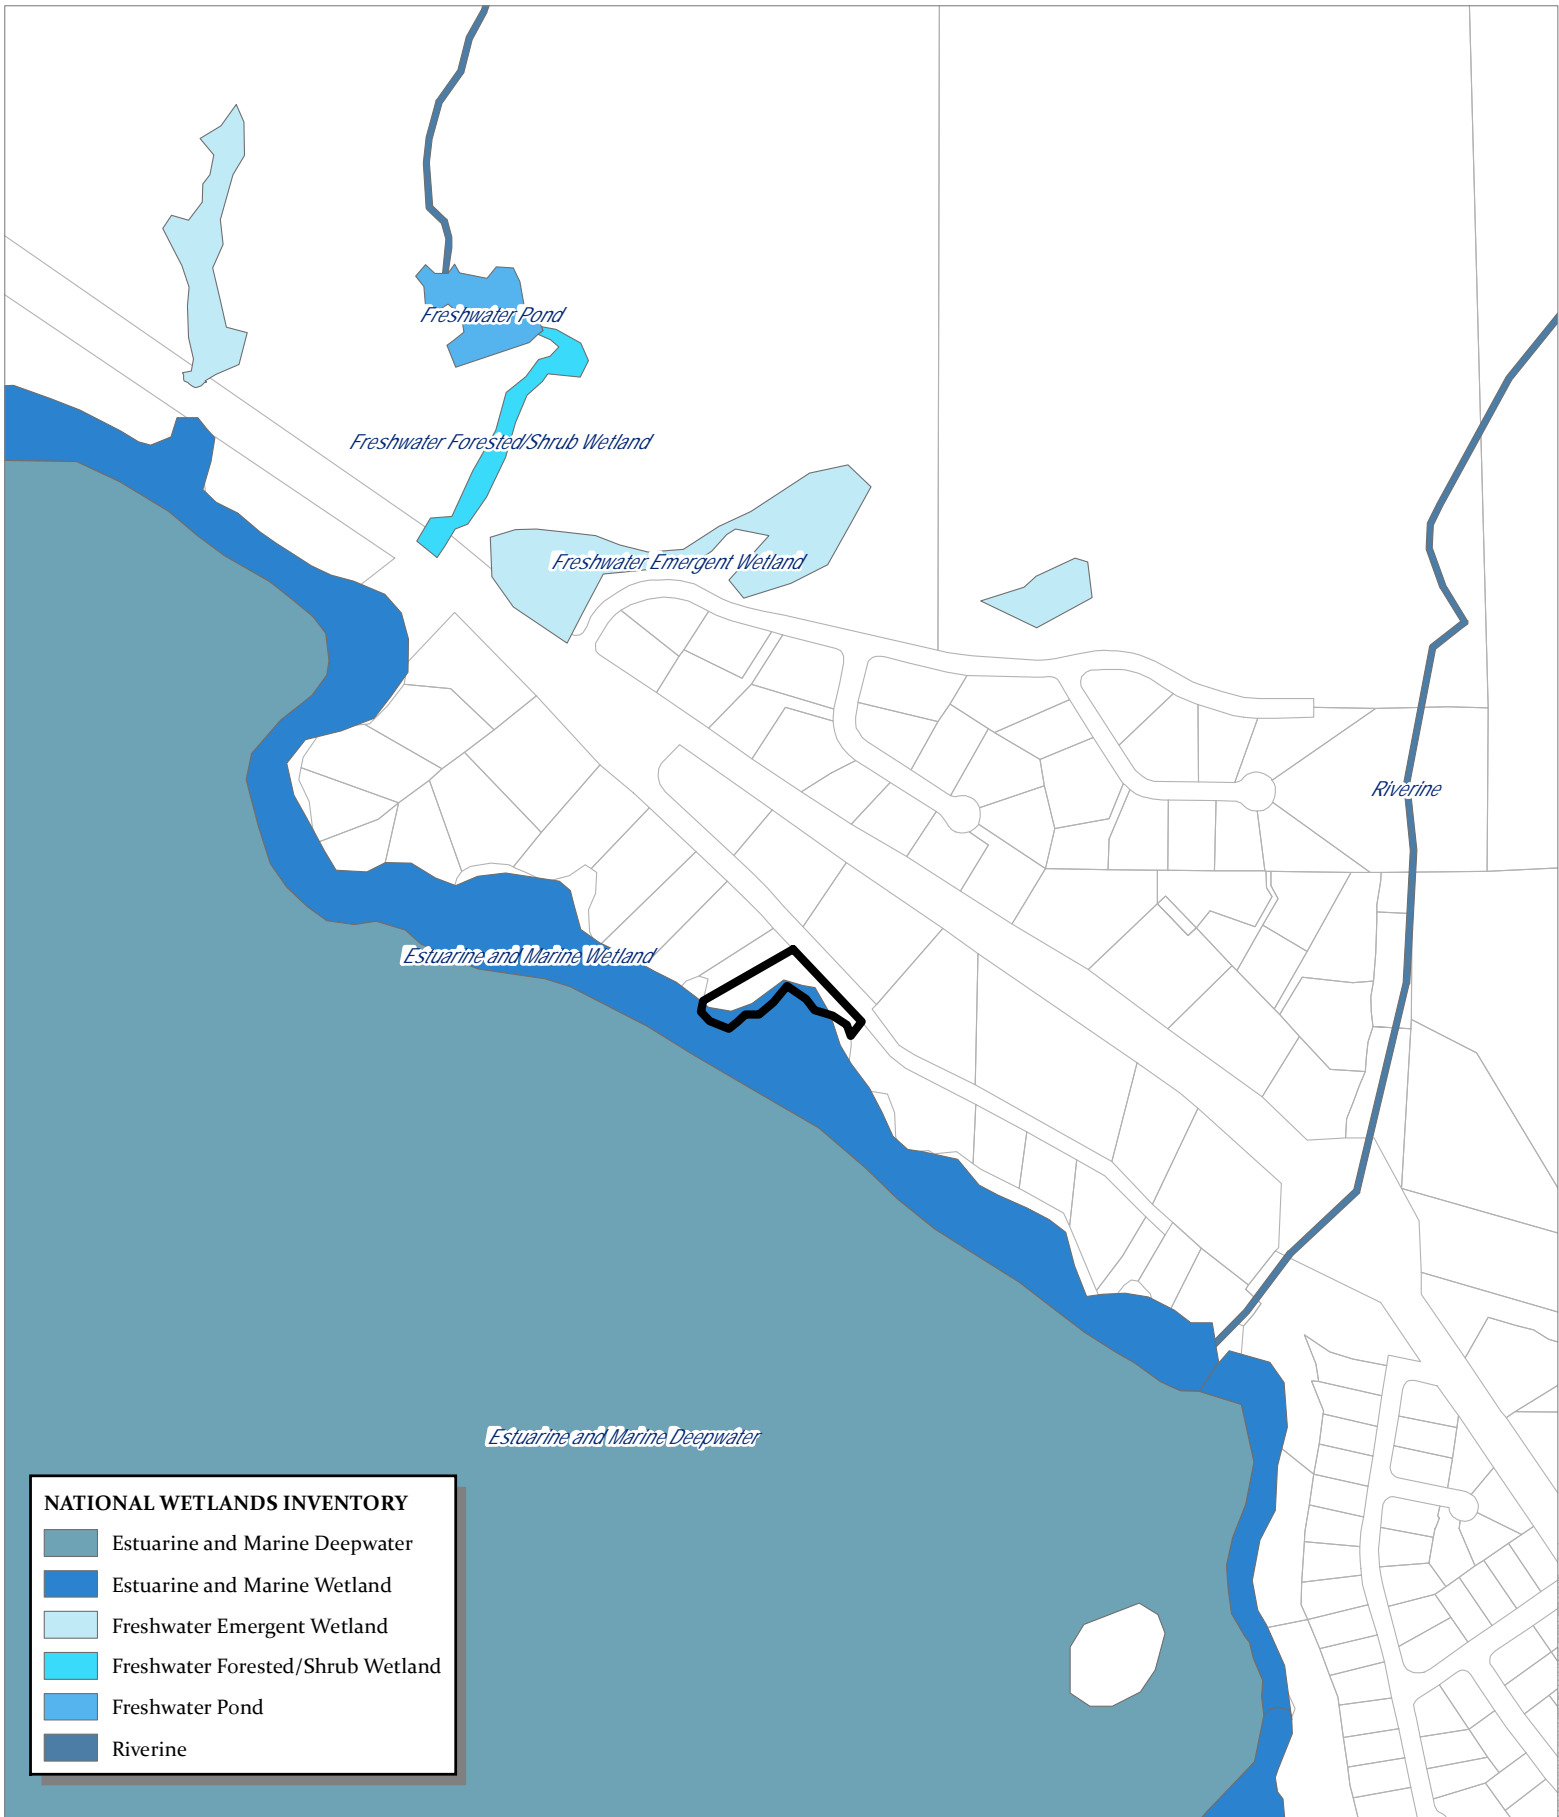 Freshwater Pond
Freshwater Forested/Shrub Wetland
Freshwater Emergent Wetland
Riverine
Estuarine and Marine Wetland
Estuarine and Marine Deepwater
NATIONAL WETLANDS INVENTORY
Estuarine and Marine Deepwater
Estuarine and Marine Wetland
Freshwater Emergent Wetland
Freshwater Forested/Shrub Wetland
Freshwater Pond
Riverine